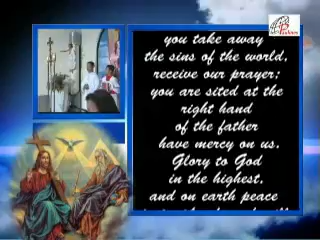 you take away
the sins of the world,
receive our prayer;
you are sited at the
right hand
of the father
have mercy on us.
Glory to God
in the highest,
and on earth peace